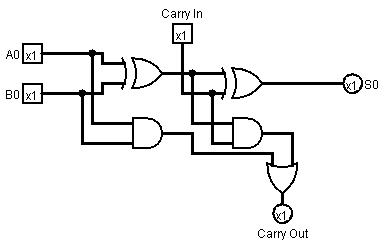 Carry In
x1
A0 x1
B0 x1
x1 S0
x1
Carry Out